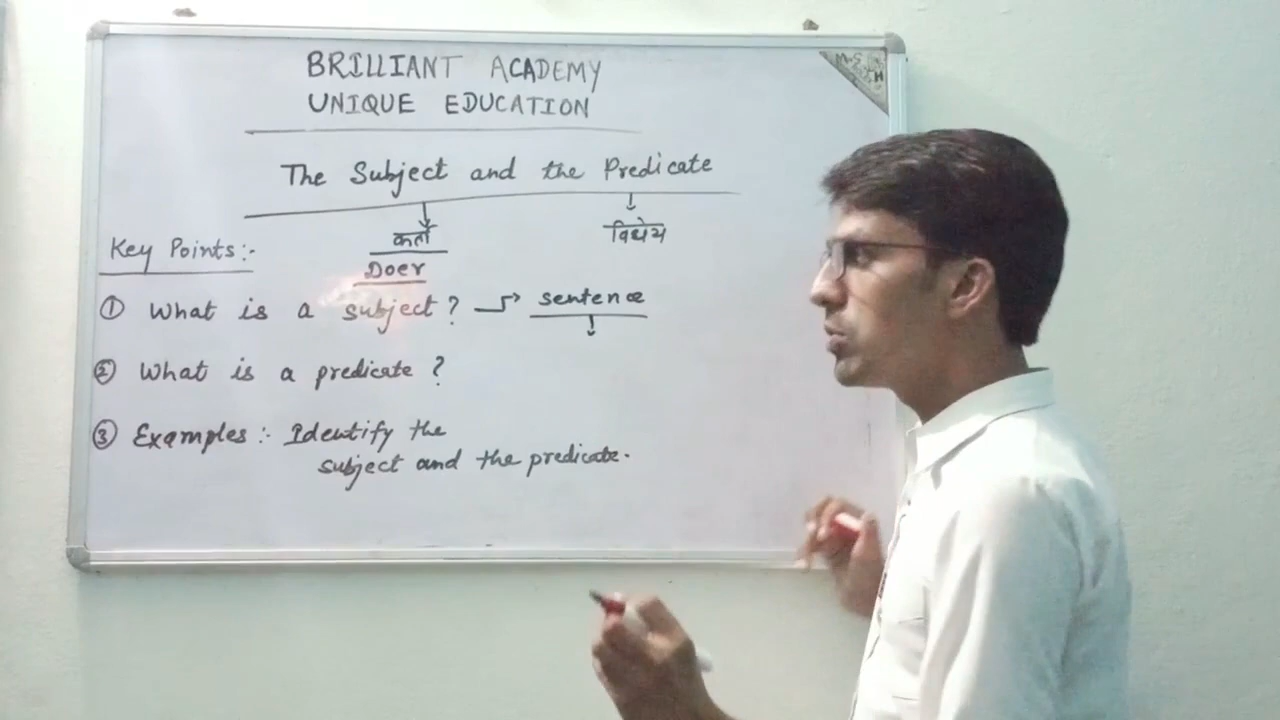 BRILLIANT ACADEMY
UNIQUE EDUCATION
The Subject and the Predicate
कर्ता
विधेय
Key Points:-
Doer
① What is a subject? → sentence
② What is a predicate?
③ Examples:- Identify the
subject and the predicate.